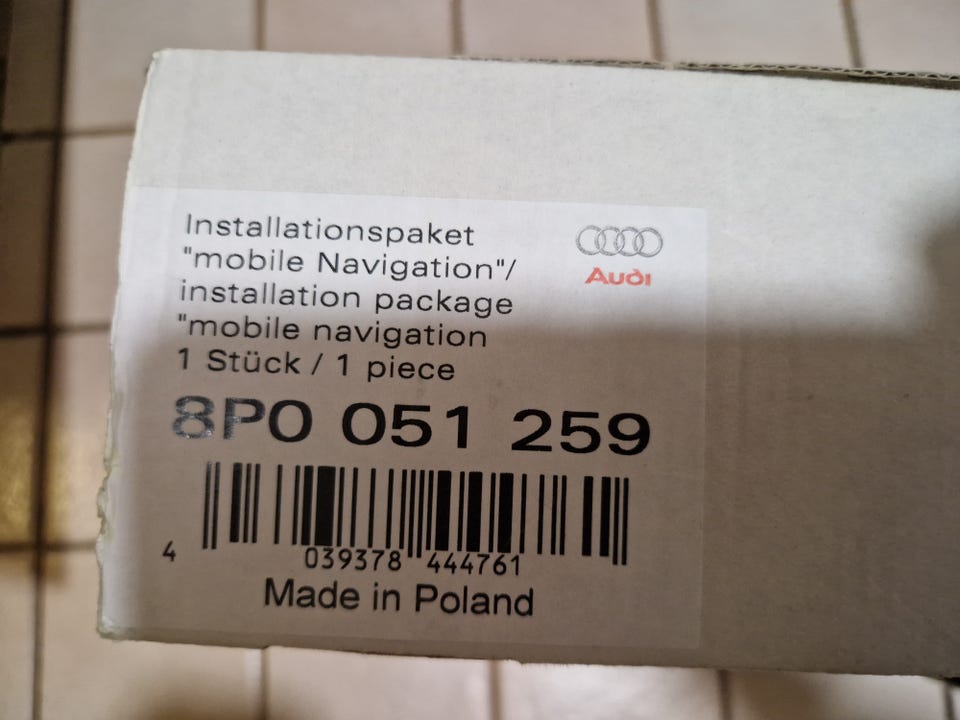 Installationspaket
"mobile Navigation"/
installation package
"mobile navigation
1 Stück / 1 piece
Audi
8P0 051 259
4 039378 444761
Made in Poland